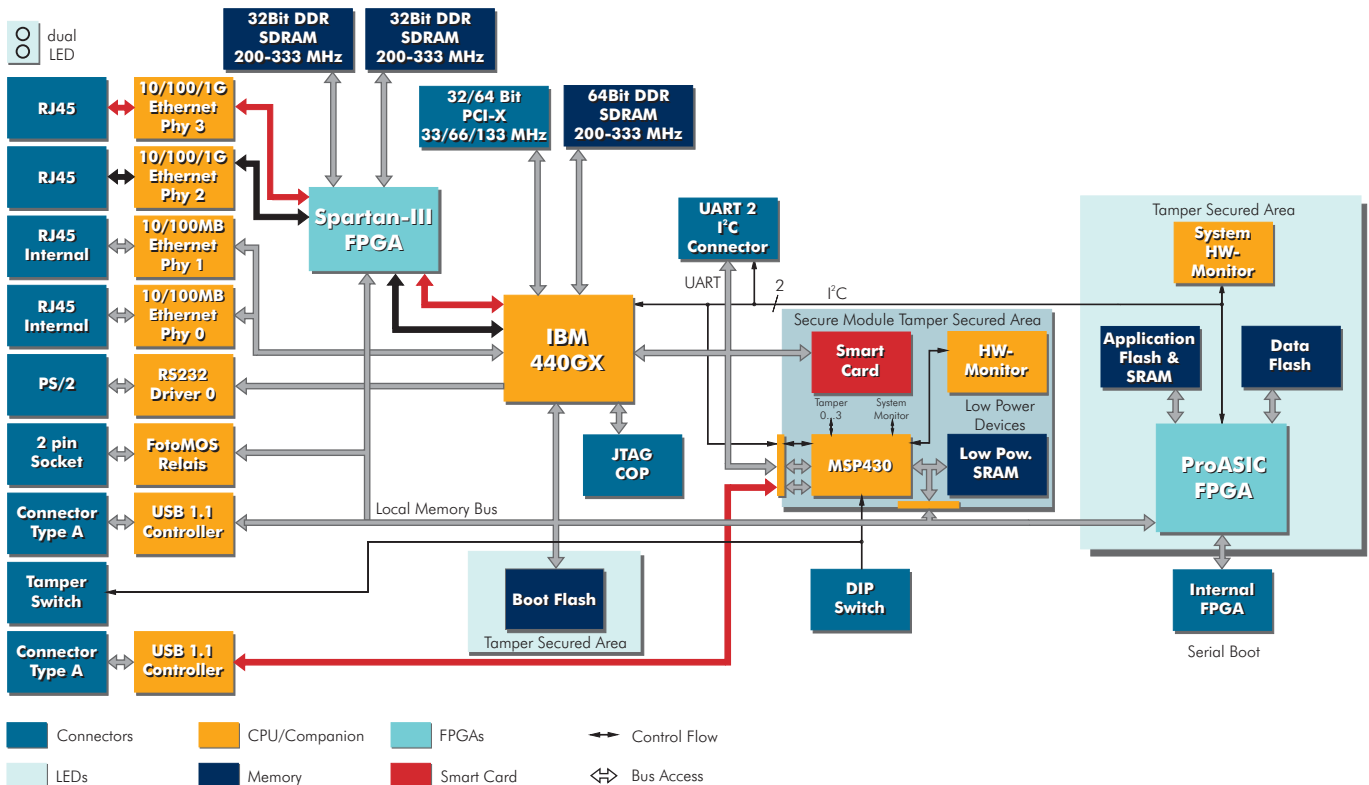 dual
LED
32Bit DDR
SDRAM
200-333 MHz
32Bit DDR
SDRAM
200-333 MHz
RJ45
10/100/1G
Ethernet
Phy 3
32/64 Bit
PCI-X
33/66/133 MHz
64Bit DDR
SDRAM
200-333 MHz
RJ45
10/100/1G
Ethernet
Phy 2
Spartan-III
FPGA
RJ45
Internal
10/100MB
Ethernet
Phy 1
UART 2
I²C
Connector
Tamper Secured Area
System
HW-
Monitor
RJ45
Internal
10/100MB
Ethernet
Phy 0
UART
2
I²C
IBM
440GX
Secure Module Tamper Secured Area
Smart
Card
HW-
Monitor
Application
Flash &
SRAM
Data
Flash
PS/2
RS232
Driver 0
Tamper
0...3
System
Monitor
Low Power
Devices
2 pin
Socket
FotoMOS
Relais
JTAG
COP
MSP430
Low Pow.
SRAM
ProASIC
FPGA
Connector
Type A
USB 1.1
Controller
Local Memory Bus
Tamper
Switch
Boot Flash
Tamper Secured Area
DIP
Switch
Internal
FPGA
Serial Boot
Connector
Type A
USB 1.1
Controller
Connectors
CPU/Companion
FPGAs
Control Flow
LEDs
Memory
Smart Card
Bus Access